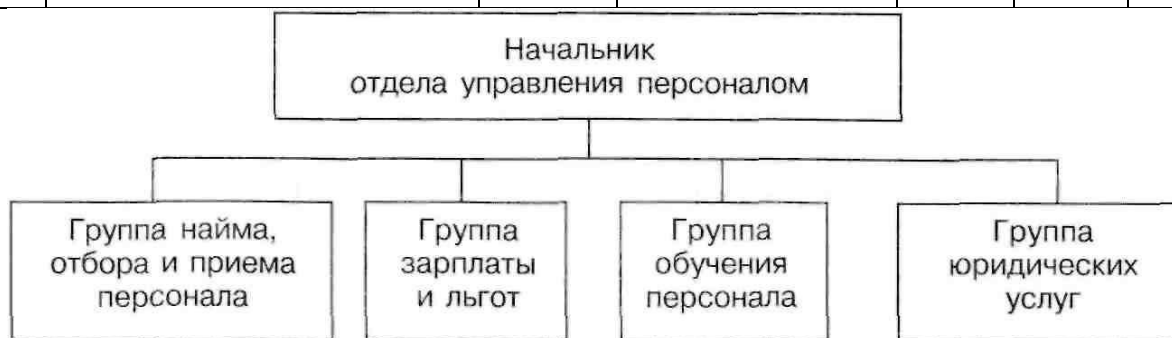 Начальник
отдела управления персоналом
Группа найма,
отбора и приема
персонала
Группа
зарплаты
и льгот
Группа
обучения
персонала
Группа
юридических
услуг